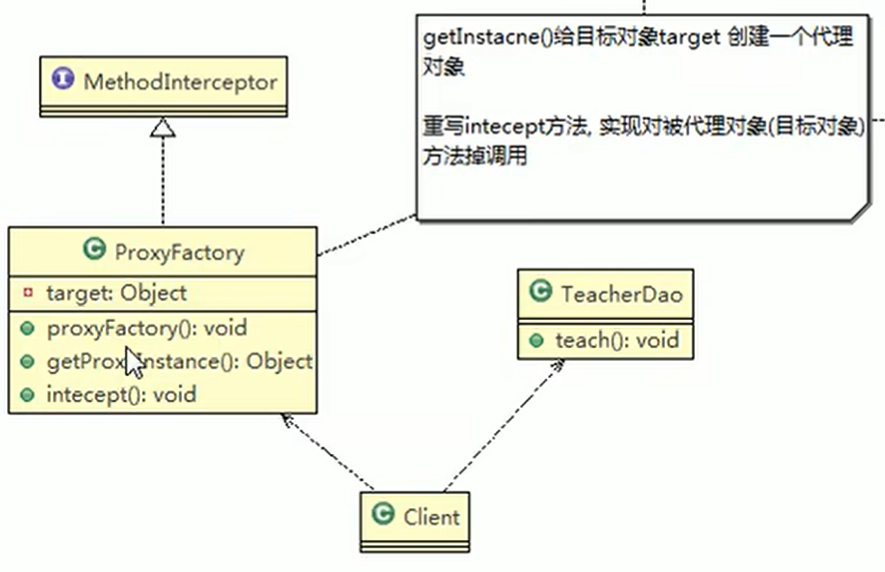 getInstacne()给目标对象target 创建一个代理
对象
重写intecept方法, 实现对被代理对象(目标对象)
方法掉调用
I MethodInterceptor
C ProxyFactory
target: Object
proxyFactory(): void
getProxyInstance(): Object
intecept(): void
C TeacherDao
teach(): void
C Client